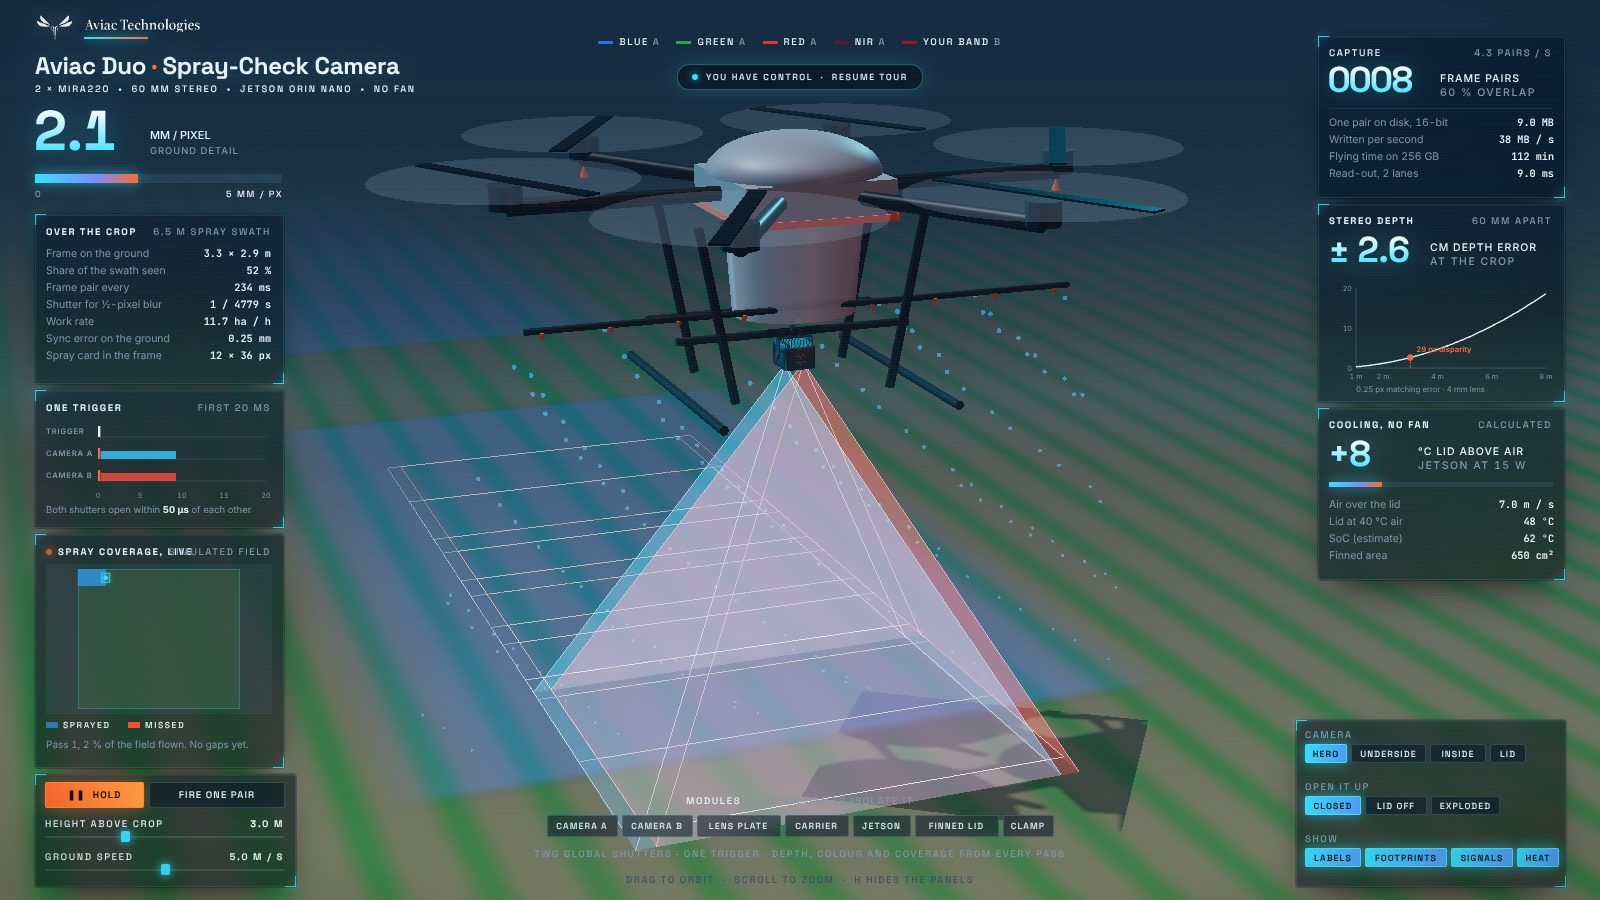 Aviac Technologies
Aviac Duo · Spray-Check Camera
2 × MIRA220 • 60 MM STEREO • JETSON ORIN NANO • NO FAN
2.1 MM / PIXEL
GROUND DETAIL
0 5 MM / PX
OVER THE CROP 6.5 M SPRAY SWATH
Frame on the ground 3.3 × 2.9 m
Share of the swath seen 52 %
Frame pair every 234 ms
Shutter for ½-pixel blur 1 / 4779 s
Work rate 11.7 ha / h
Sync error on the ground 0.25 mm
Spray card in the frame 12 × 36 px
ONE TRIGGER FIRST 20 MS
TRIGGER
CAMERA A
CAMERA B
0 5 10 15 20
Both shutters open within 50 µs of each other
SPRAY COVERAGE, LIVE SIMULATED FIELD
SPRAYED MISSED
Pass 1, 2 % of the field flown. No gaps yet.
HOLD FIRE ONE PAIR
HEIGHT ABOVE CROP 3.0 M
GROUND SPEED 5.0 M / S
BLUE A GREEN A RED A NIR A YOUR BAND B
YOU HAVE CONTROL · RESUME TOUR
MODULES
CAMERA A CAMERA B LENS PLATE CARRIER JETSON FINNED LID CLAMP
TWO GLOBAL SHUTTERS · ONE TRIGGER · DEPTH, COLOUR AND COVERAGE FROM EVERY PASS
DRAG TO ORBIT · SCROLL TO ZOOM · H HIDES THE PANELS
CAPTURE 4.3 PAIRS / S
0008 FRAME PAIRS
60 % OVERLAP
One pair on disk, 16-bit 9.0 MB
Written per second 38 MB / s
Flying time on 256 GB 112 min
Read-out, 2 lanes 9.0 ms
STEREO DEPTH 60 MM APART
± 2.6 CM DEPTH ERROR
AT THE CROP
20
10
0
29 px disparity
1 m 2 m 4 m 6 m 8 m
0.25 px matching error · 4 mm lens
COOLING, NO FAN CALCULATED
+8 °C LID ABOVE AIR
JETSON AT 15 W
Air over the lid 7.0 m / s
Lid at 40 °C air 48 °C
SoC (estimate) 62 °C
Finned area 650 cm²
CAMERA
HERO UNDERSIDE INSIDE LID
OPEN IT UP
CLOSED LID OFF EXPLODED
SHOW
LABELS FOOTPRINTS SIGNALS HEAT